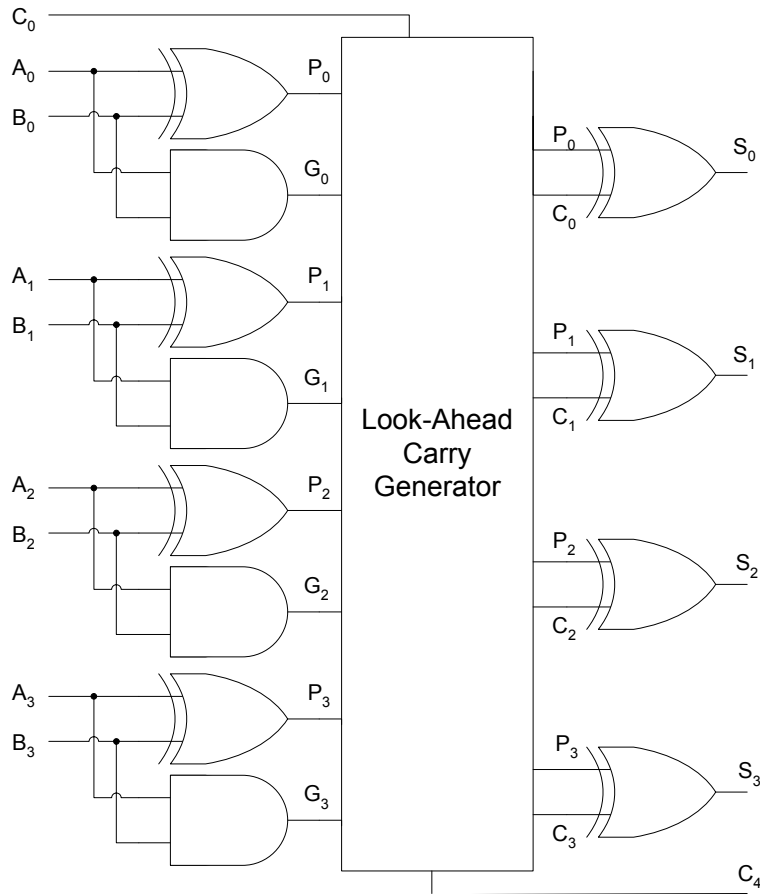 C₀
A₀
B₀
P₀
G₀
A₁
B₁
P₁
G₁
A₂
B₂
P₂
G₂
A₃
B₃
P₃
G₃
Look-Ahead
Carry
Generator
P₀
C₀
S₀
P₁
C₁
S₁
P₂
C₂
S₂
P₃
C₃
S₃
C₄